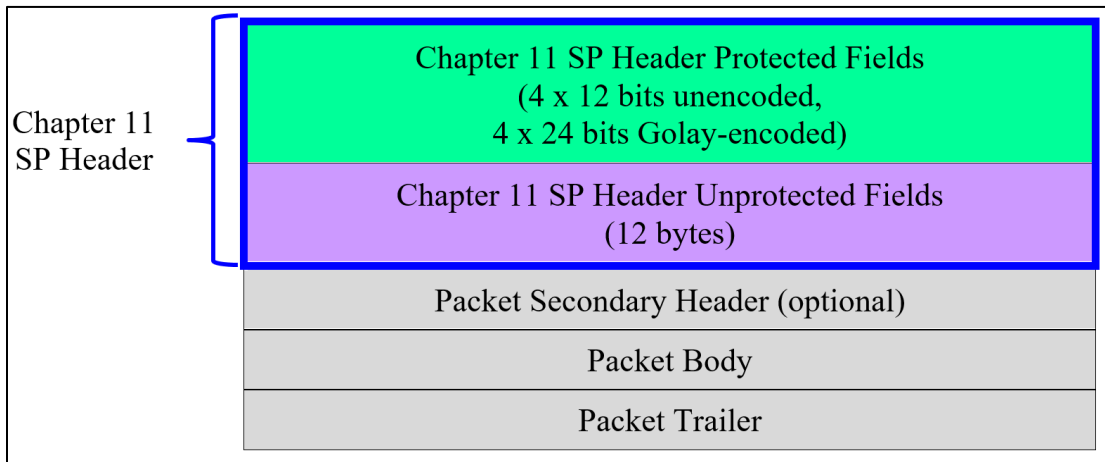 Chapter 11 SP Header Protected Fields
(4 x 12 bits unencoded,
4 x 24 bits Golay-encoded)
Chapter 11
SP Header
Chapter 11 SP Header Unprotected Fields
(12 bytes)
Packet Secondary Header (optional)
Packet Body
Packet Trailer